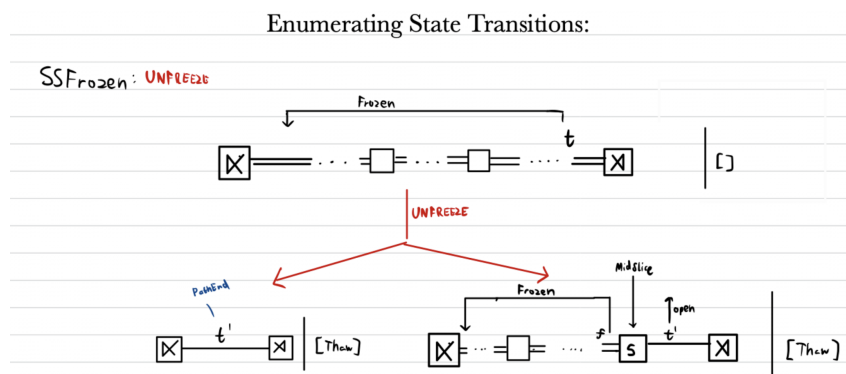 Enumerating State Transitions:
SSFrozen: UNFREEZE
Frozen
t
[]
UNFREEZE
PathEnd
t'
[Thaw]
Midslice
Frozen
open
f
S
t'
[Thaw]